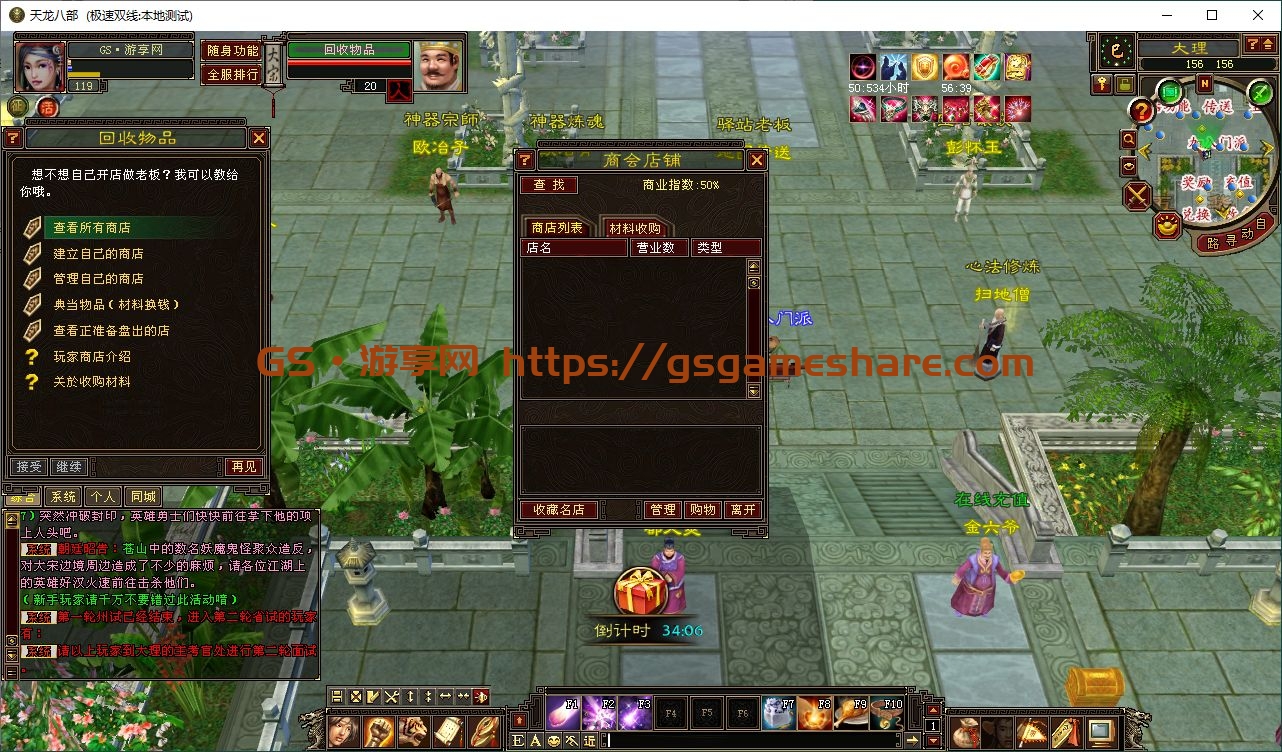 天龙八部 (极速双线:本地测试)
GS·游享网
119
随身功能
全服排行
回收物品
20
50:534小时
56:39
大理
156 156
N
传送
门派
奖励
充值
兑换
自动寻路
神器宗師
欧冶子
神器炼魂
驿站老板
彭怀玉
心法修炼
扫地僧
入门派
在线充值
金六爷
回收物品
想不想自己开店做老板？我可以教给
你哦。
查看所有商店
建立自己的商店
管理自己的商店
典当物品（材料换钱）
查看正准备盘出的店
玩家商店介绍
关於收购材料
接受
继续
再见
商会店铺
查 找
商业指数:50%
商店列表
材料收购
店名
营业数
类型
收藏名店
管理
购物
离开
GS·游享网 https://gsgameshare.com
综合
系统
个人
同城
7）突然冲破封印，英雄勇士们快快前往掌下他的项
上人头吧。
系统 朝廷昭告：苍山中的数名妖魔鬼怪聚众造反，
对大宋边境周边造成了不少的麻烦，请各位江湖上
的英雄好汉火速前往击杀他们。
（新手玩家请千万不要错过此活动唷）
系统 第一轮州试已经结束，进入第二轮省试的玩家
有：
系统 请以上玩家到大理的主考官处进行第二轮面试
。
倒计时 34:06
F1
F2
F3
F4
F5
F6
F7
F8
F9
F10
E A
近
1